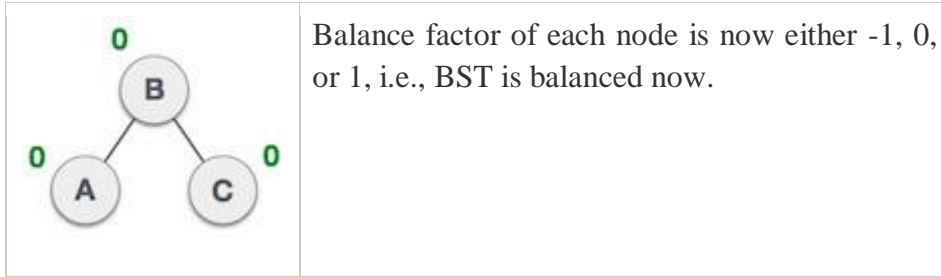 0
B
0
0
A
C
Balance factor of each node is now either -1, 0,
or 1, i.e., BST is balanced now.